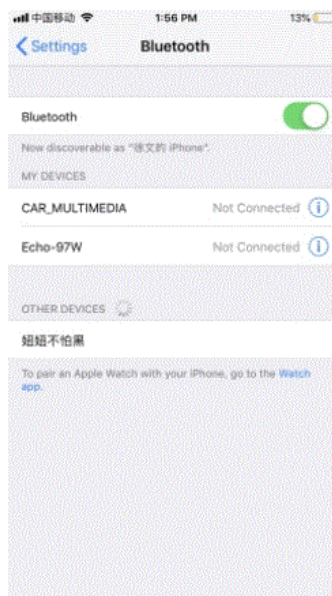 中国移动 1:56 PM 13%
Settings Bluetooth
Bluetooth
Now discoverable as "徐文的 iPhone".
MY DEVICES
CAR_MULTIMEDIA Not Connected
Echo-97W Not Connected
OTHER DEVICES
妞妞不怕黑
To pair an Apple Watch with your iPhone, go to the Watch
app.